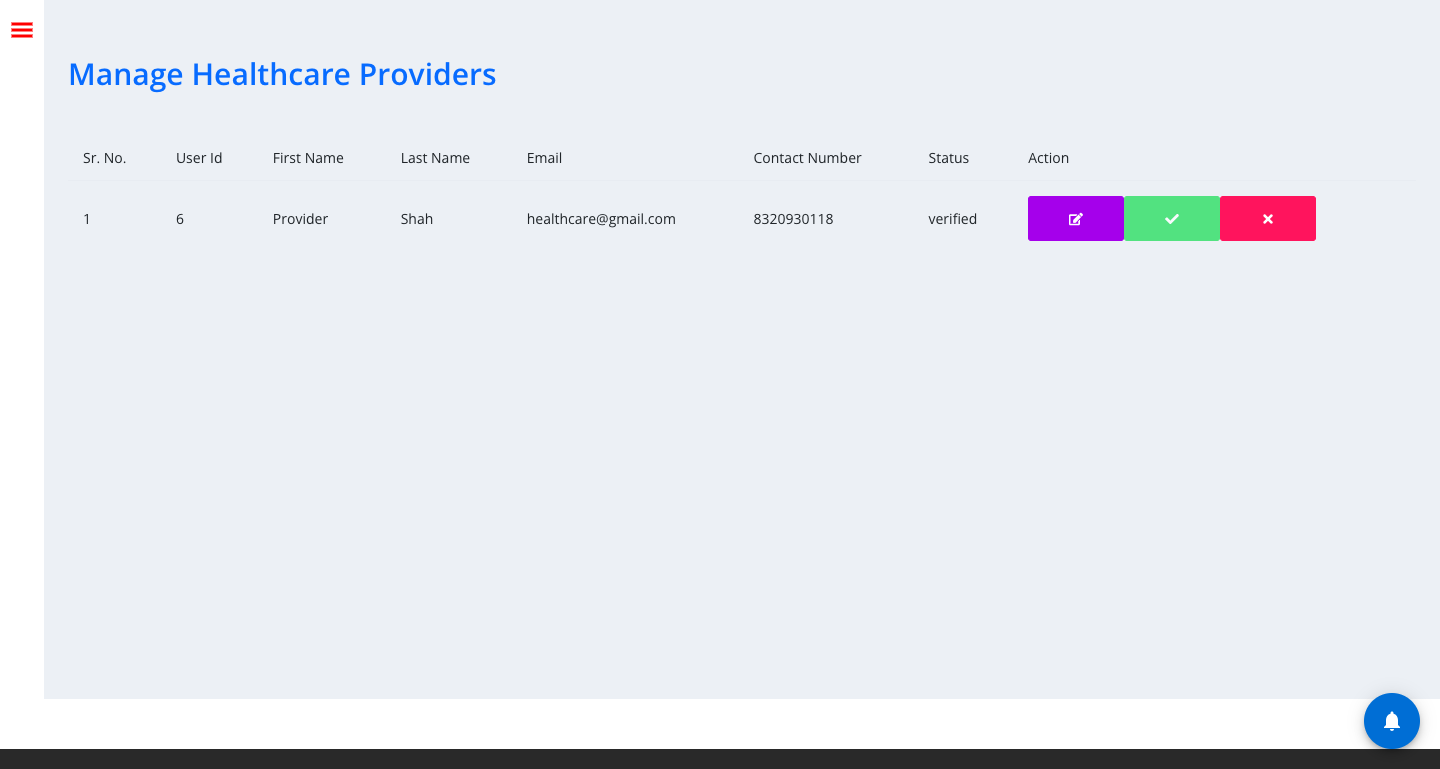 Manage Healthcare Providers
Sr. No. User Id First Name Last Name Email Contact Number Status Action
1 6 Provider Shah healthcare@gmail.com 8320930118 verified